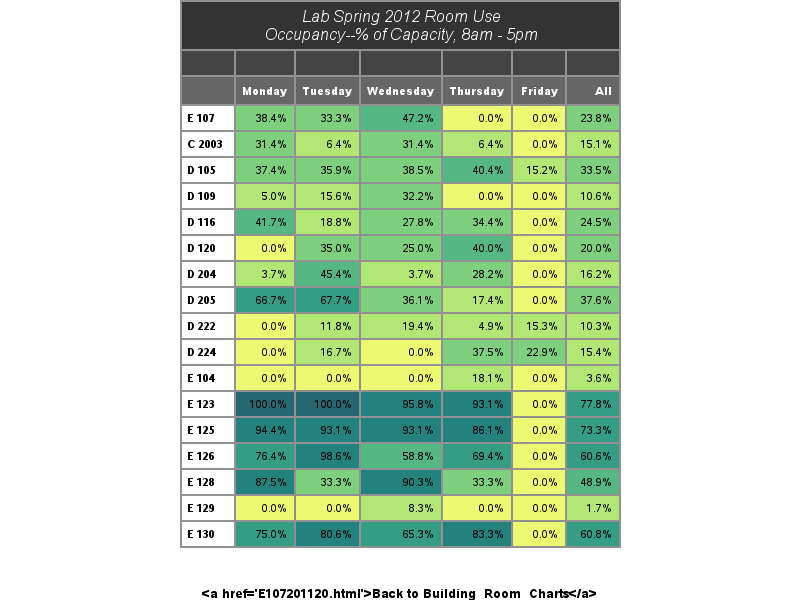 Lab Spring 2012 Room Use
Occupancy--% of Capacity, 8am - 5pm
Monday Tuesday Wednesday Thursday Friday All
E 107 38.4% 33.3% 47.2% 0.0% 0.0% 23.8%
C 2003 31.4% 6.4% 31.4% 6.4% 0.0% 15.1%
D 105 37.4% 35.9% 38.5% 40.4% 15.2% 33.5%
D 109 5.0% 15.6% 32.2% 0.0% 0.0% 10.6%
D 116 41.7% 18.8% 27.8% 34.4% 0.0% 24.5%
D 120 0.0% 35.0% 25.0% 40.0% 0.0% 20.0%
D 204 3.7% 45.4% 3.7% 28.2% 0.0% 16.2%
D 205 66.7% 67.7% 36.1% 17.4% 0.0% 37.6%
D 222 0.0% 11.8% 19.4% 4.9% 15.3% 10.3%
D 224 0.0% 16.7% 0.0% 37.5% 22.9% 15.4%
E 104 0.0% 0.0% 0.0% 18.1% 0.0% 3.6%
E 123 100.0% 100.0% 95.8% 93.1% 0.0% 77.8%
E 125 94.4% 93.1% 93.1% 86.1% 0.0% 73.3%
E 126 76.4% 98.6% 58.8% 69.4% 0.0% 60.6%
E 128 87.5% 33.3% 90.3% 33.3% 0.0% 48.9%
E 129 0.0% 0.0% 8.3% 0.0% 0.0% 1.7%
E 130 75.0% 80.6% 65.3% 83.3% 0.0% 60.8%
<a href='E107201120.html'>Back to Building_Room_Charts</a>